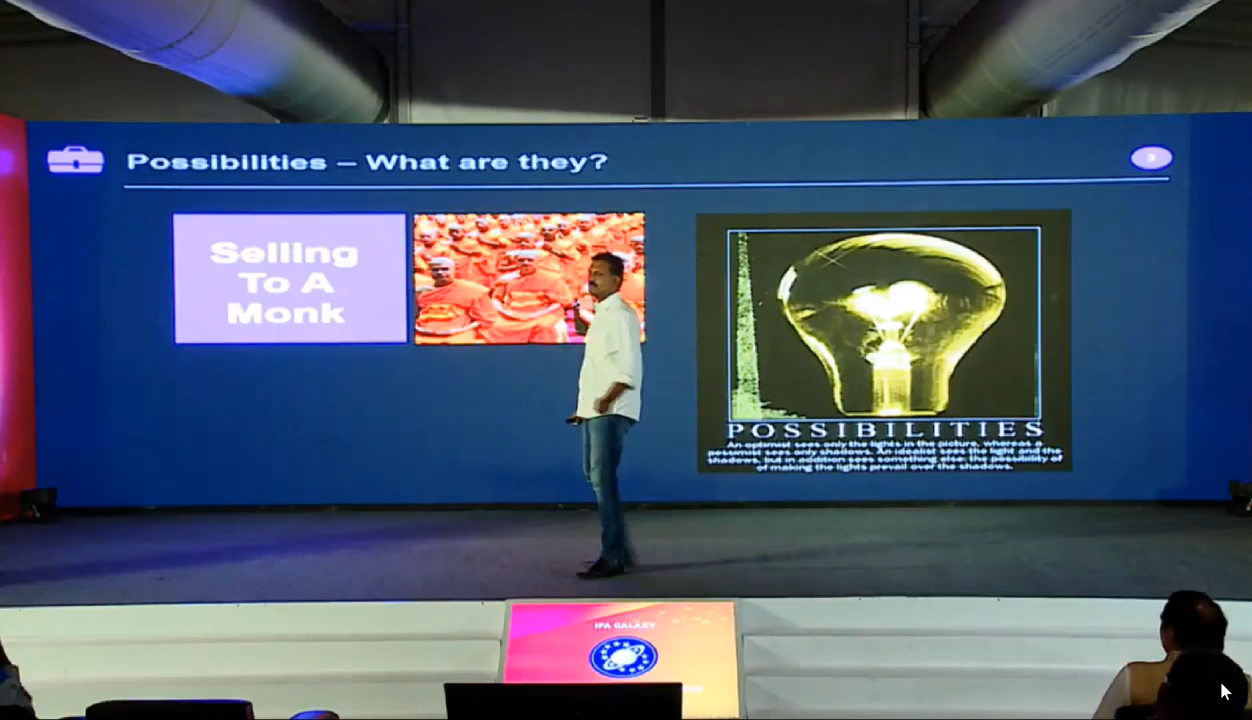 Possibilities – What are they?
3
Selling
To A
Monk
POSSIBILITIES
An optimist sees only the lights in the picture, whereas a
pessimist sees only shadows. An idealist sees the light and the
shadows, but in addition sees something else: the possibility of
of making the lights prevail over the shadows.
IFA GALAXY